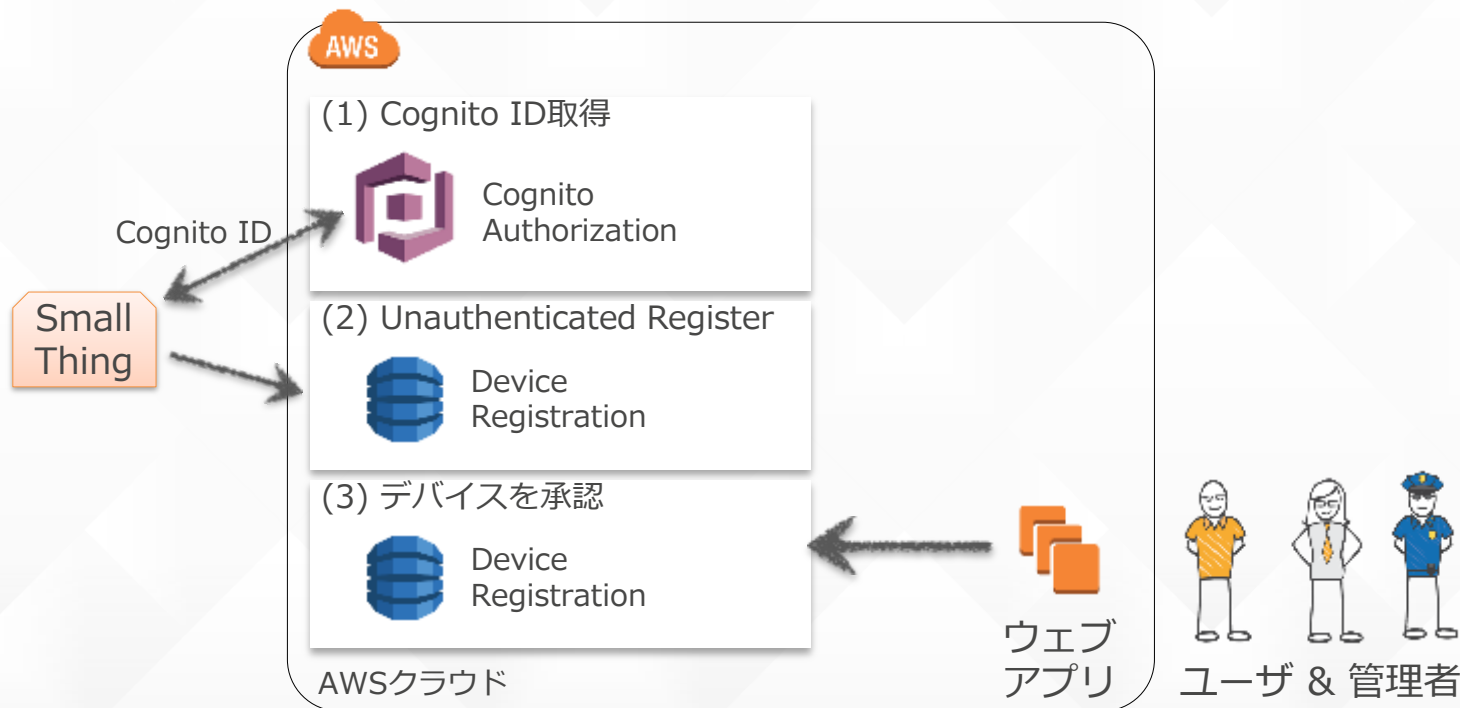 AWS
(1) Cognito ID取得
Cognito
Authorization
Cognito ID
Small
Thing
(2) Unauthenticated Register
Device
Registration
(3) デバイスを承認
Device
Registration
ウェブ
アプリ
AWSクラウド
ユーザ & 管理者